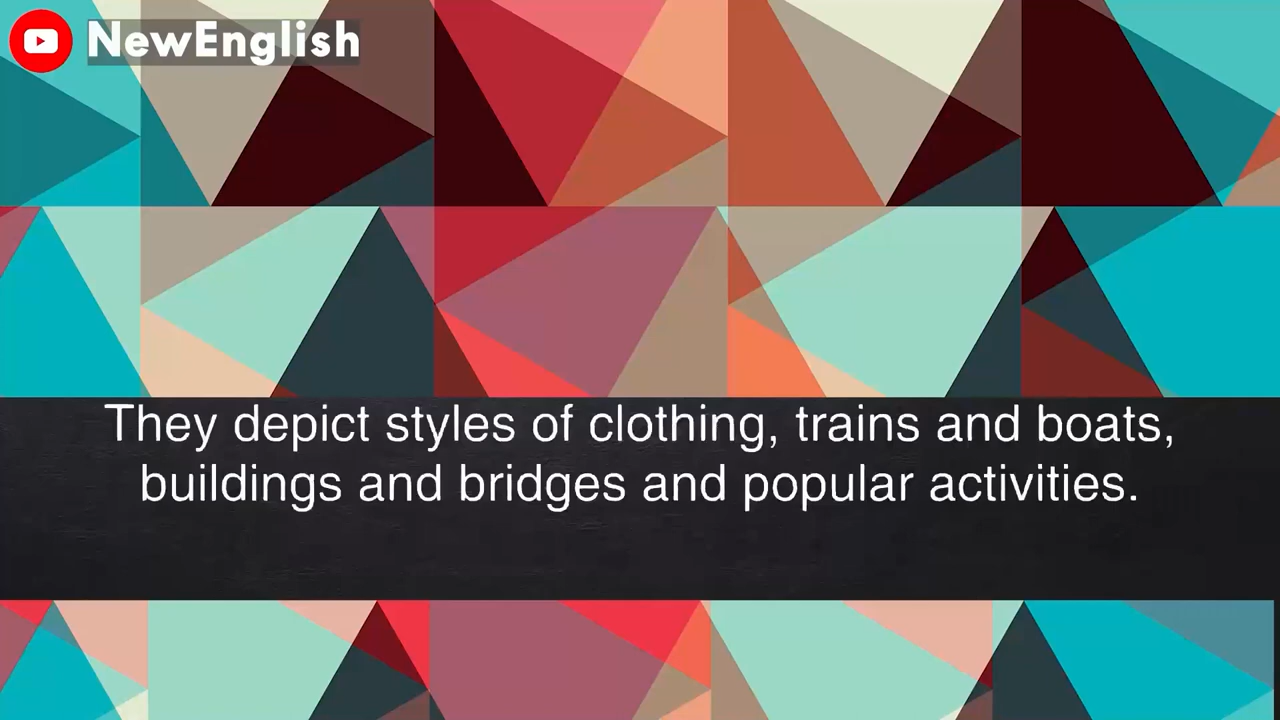 NewEnglish
They depict styles of clothing, trains and boats,
buildings and bridges and popular activities.